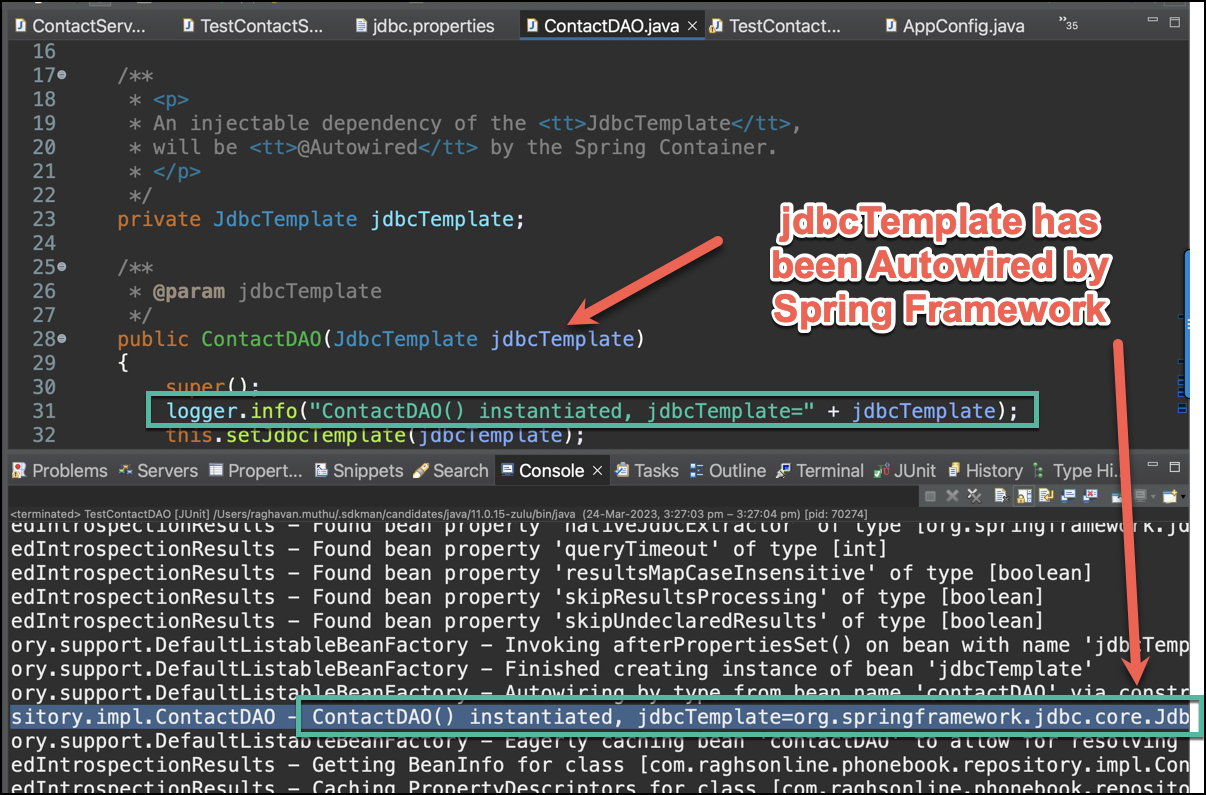 ContactServ... TestContactS... jdbc.properties ContactDAO.java TestContact... AppConfig.java »35
16
17 /**
18 * <p>
19 * An injectable dependency of the <tt>JdbcTemplate</tt>,
20 * will be <tt>@Autowired</tt> by the Spring Container.
21 * </p>
22 */
23 private JdbcTemplate jdbcTemplate;
24
25 /**
26 * @param jdbcTemplate
27 */
28 public ContactDAO(JdbcTemplate jdbcTemplate)
29 {
30 super();
31 logger.info("ContactDAO() instantiated, jdbcTemplate=" + jdbcTemplate);
32 this.setJdbcTemplate(jdbcTemplate);
jdbcTemplate has
been Autowired by
Spring Framework
Problems Servers Propert... Snippets Search Console Tasks Outline Terminal JUnit History Type Hi...
<terminated> TestContactDAO [JUnit] /Users/raghavan.muthu/.sdkman/candidates/java/11.0.15-zulu/bin/java (24-Mar-2023, 3:27:03 pm – 3:27:04 pm) [pid: 70274]
edIntrospectionResults – Found bean property 'nativeJdbcExtractor' of type [org.springframework.jd
edIntrospectionResults – Found bean property 'queryTimeout' of type [int]
edIntrospectionResults – Found bean property 'resultsMapCaseInsensitive' of type [boolean]
edIntrospectionResults – Found bean property 'skipResultsProcessing' of type [boolean]
edIntrospectionResults – Found bean property 'skipUndeclaredResults' of type [boolean]
ory.support.DefaultListableBeanFactory – Invoking afterPropertiesSet() on bean with name 'jdbcTemp
ory.support.DefaultListableBeanFactory – Finished creating instance of bean 'jdbcTemplate'
ory.support.DefaultListableBeanFactory – Autowiring by type from bean name 'contactDAO' via constr
sitory.impl.ContactDAO – ContactDAO() instantiated, jdbcTemplate=org.springframework.jdbc.core.Jdb
ory.support.DefaultListableBeanFactory – Eagerly caching bean 'contactDAO' to allow for resolving
edIntrospectionResults – Getting BeanInfo for class [com.raghsonline.phonebook.repository.impl.Con
edIntrospectionResults – Caching PropertyDescriptors for class [com.raghsonline.phonebook.reposito